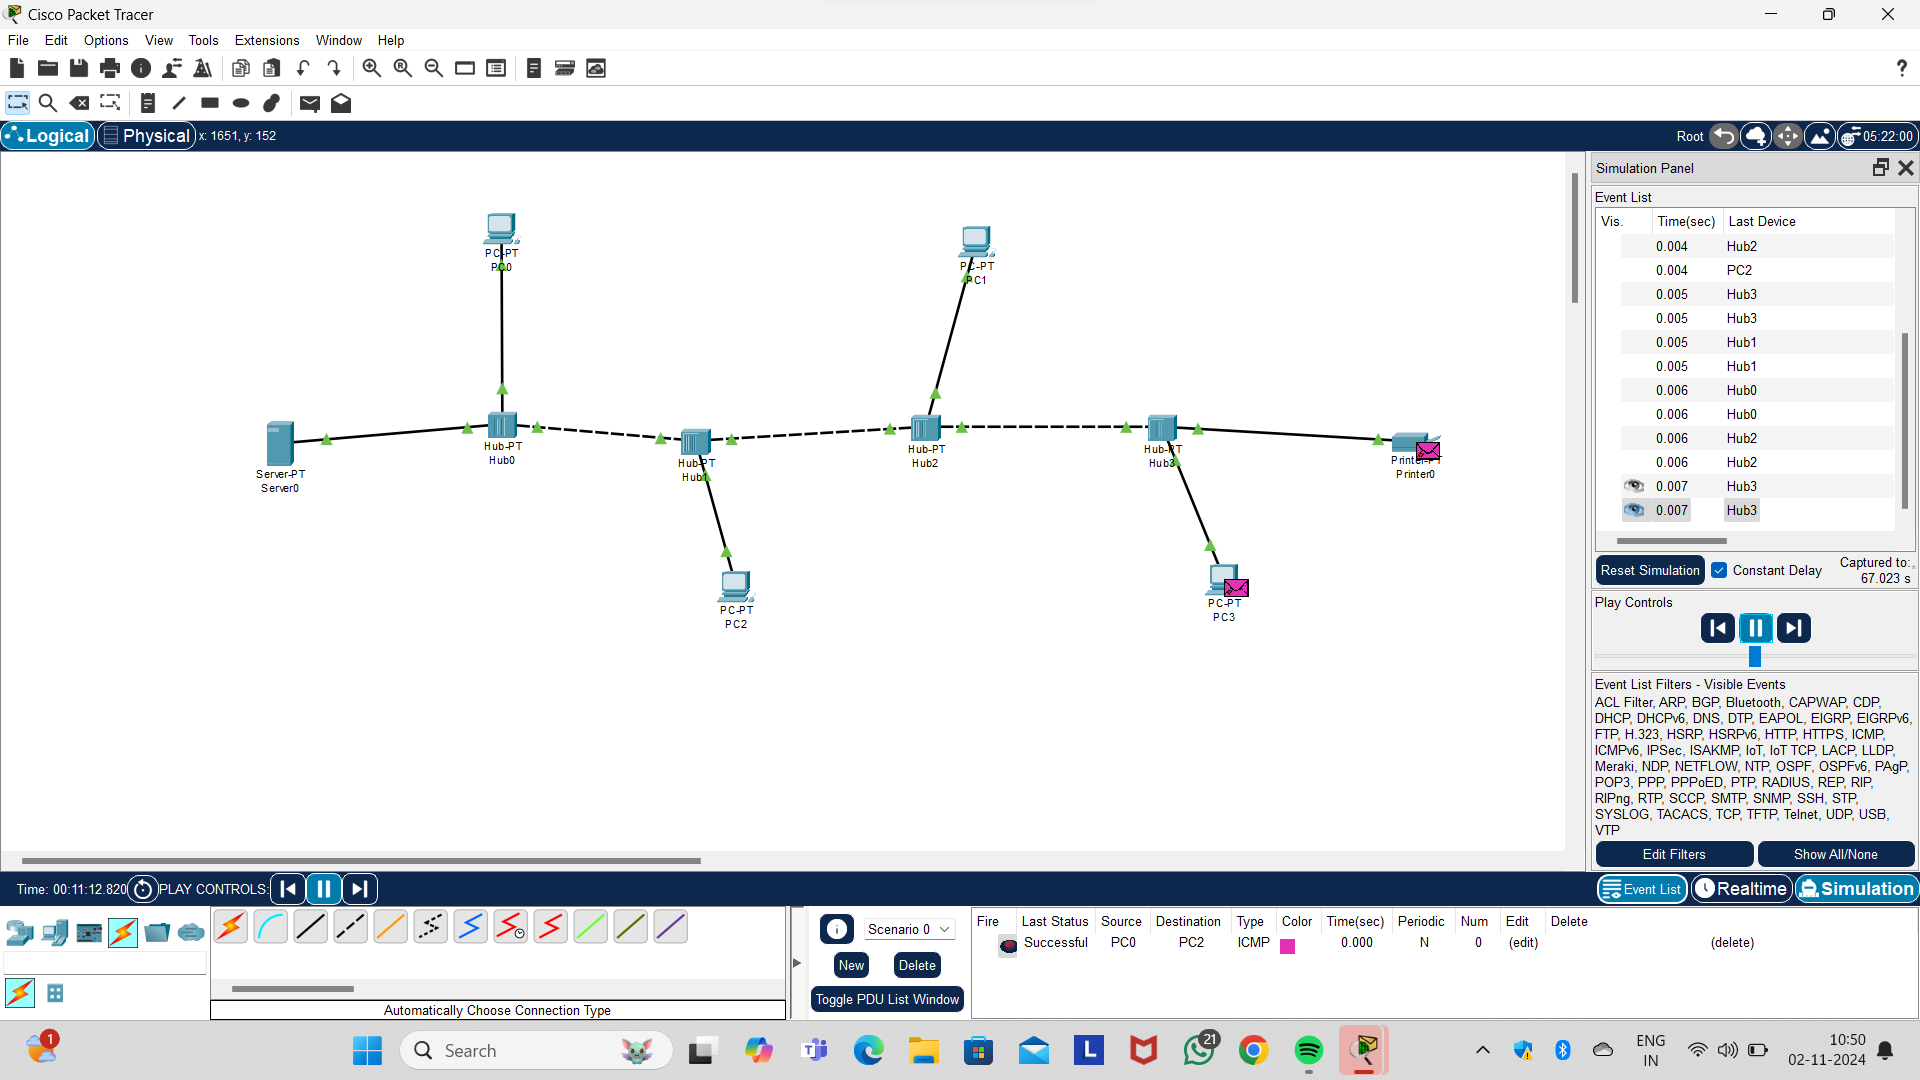 Cisco Packet Tracer
File Edit Options View Tools Extensions Window Help
?
Logical Physical x: 1651, y: 152 Root 05:22:00
PC-PT
PC0
PC-PT
PC1
Server-PT
Server0
Hub-PT
Hub0
Hub-PT
Hub1
Hub-PT
Hub2
Hub-PT
Hub3
Printer-PT
Printer0
PC-PT
PC2
PC-PT
PC3
Simulation Panel
Event List
Vis. Time(sec) Last Device
0.004 Hub2
0.004 PC2
0.005 Hub3
0.005 Hub3
0.005 Hub1
0.005 Hub1
0.006 Hub0
0.006 Hub0
0.006 Hub2
0.006 Hub2
0.007 Hub3
0.007 Hub3
Reset Simulation Constant Delay Captured to:
67.023 s
Play Controls
Event List Filters - Visible Events
ACL Filter, ARP, BGP, Bluetooth, CAPWAP, CDP,
DHCP, DHCPv6, DNS, DTP, EAPOL, EIGRP, EIGRPv6,
FTP, H.323, HSRP, HSRPv6, HTTP, HTTPS, ICMP,
ICMPv6, IPSec, ISAKMP, IoT, IoT TCP, LACP, LLDP,
Meraki, NDP, NETFLOW, NTP, OSPF, OSPFv6, PAgP,
POP3, PPP, PPPoED, PTP, RADIUS, REP, RIP,
RIPng, RTP, SCCP, SMTP, SNMP, SSH, STP,
SYSLOG, TACACS, TCP, TFTP, Telnet, UDP, USB,
VTP
Edit Filters Show All/None
Time: 00:11:12.820 PLAY CONTROLS: Event List Realtime Simulation
Automatically Choose Connection Type
Scenario 0
New Delete
Toggle PDU List Window
Fire Last Status Source Destination Type Color Time(sec) Periodic Num Edit Delete
Successful PC0 PC2 ICMP 0.000 N 0 (edit) (delete)
1
Search
L
21
ENG
IN
10:50
02-11-2024